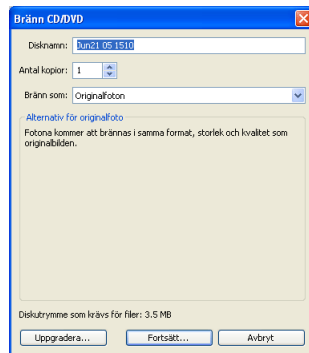 Bränn CD/DVD
Disknamn: Jun21 05 1510
Antal kopior: 1
Bränn som: Originalfoton
Alternativ för originalfoto
Fotona kommer att brännas i samma format, storlek och kvalitet som
originalbilden.
Diskutrymme som krävs för filer: 3.5 MB
Uppgradera... Fortsätt... Avbryt